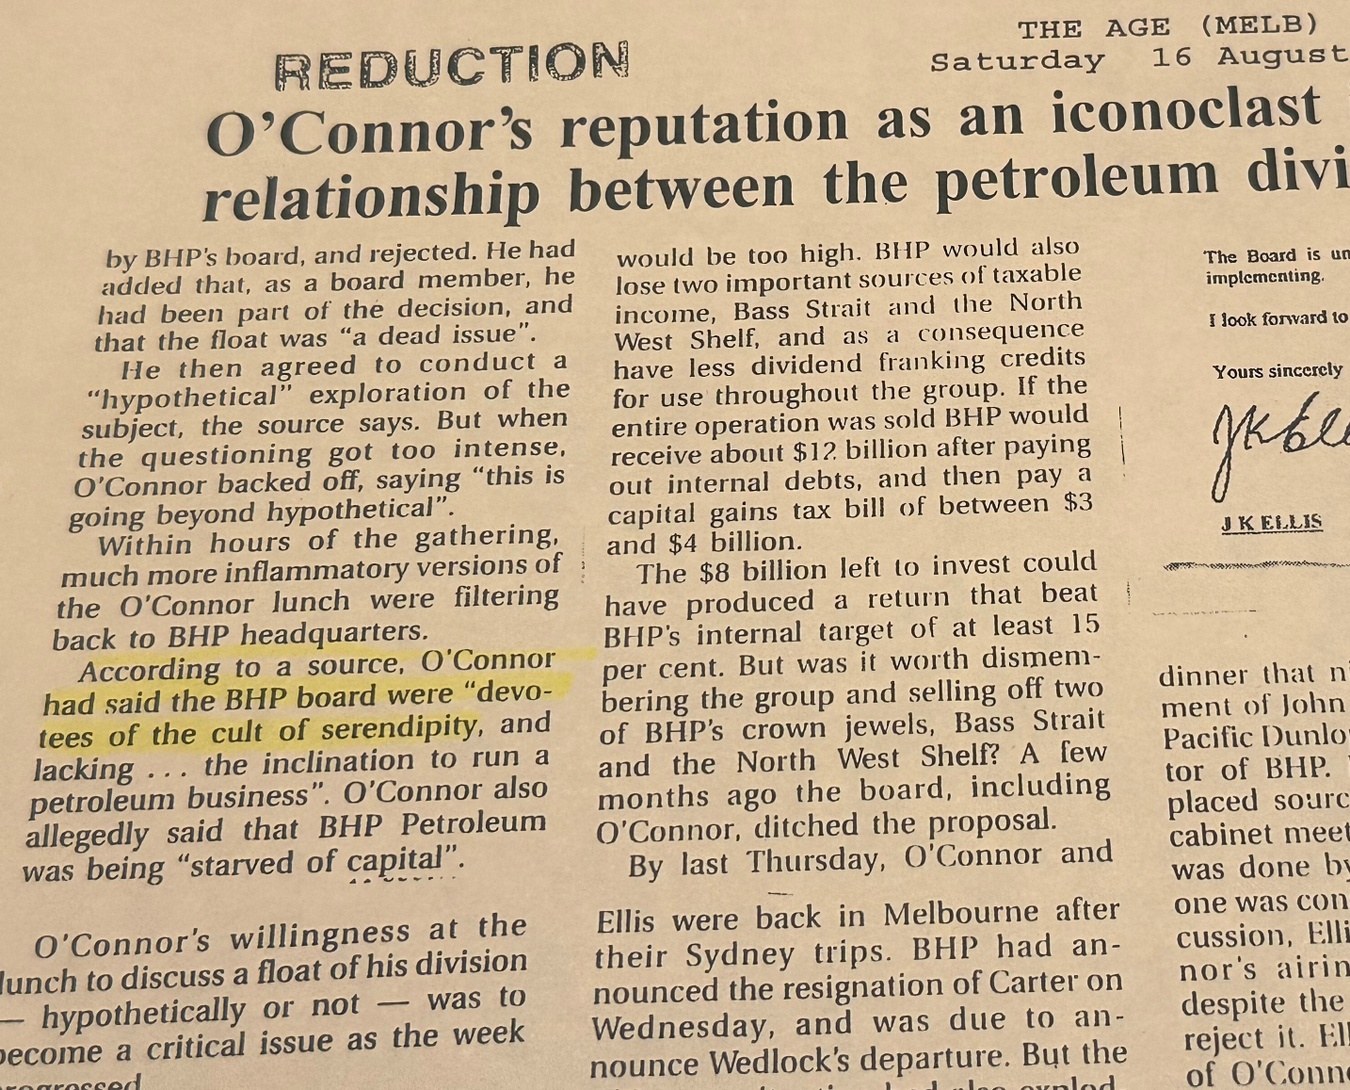 THE AGE (MELB)
Saturday 16 August
REDUCTION
O'Connor's reputation as an iconoclast
relationship between the petroleum divi
by BHP's board, and rejected. He had
added that, as a board member, he
had been part of the decision, and
that the float was "a dead issue".
He then agreed to conduct a
"hypothetical" exploration of the
subject, the source says. But when
the questioning got too intense,
O'Connor backed off, saying "this is
going beyond hypothetical".
Within hours of the gathering,
much more inflammatory versions of
the O'Connor lunch were filtering
back to BHP headquarters.
According to a source, O'Connor
had said the BHP board were "devo-
tees of the cult of serendipity, and
lacking ... the inclination to run a
petroleum business". O'Connor also
allegedly said that BHP Petroleum
was being "starved of capital".
O'Connor's willingness at the
lunch to discuss a float of his division
— hypothetically or not — was to
become a critical issue as the week
progressed
would be too high. BHP would also
lose two important sources of taxable
income, Bass Strait and the North
West Shelf, and as a consequence
have less dividend franking credits
for use throughout the group. If the
entire operation was sold BHP would
receive about $12 billion after paying
out internal debts, and then pay a
capital gains tax bill of between $3
and $4 billion.
The $8 billion left to invest could
have produced a return that beat
BHP's internal target of at least 15
per cent. But was it worth dismem-
bering the group and selling off two
of BHP's crown jewels, Bass Strait
and the North West Shelf? A few
months ago the board, including
O'Connor, ditched the proposal.
By last Thursday, O'Connor and
Ellis were back in Melbourne after
their Sydney trips. BHP had an-
nounced the resignation of Carter on
Wednesday, and was due to an-
nounce Wedlock's departure. But the
had also explod
The Board is un
implementing.
I look forward to
Yours sincerely
JK Elli
J K ELLIS
dinner that n
ment of John
Pacific Dunlo
tor of BHP.
placed sourc
cabinet meet
was done by
one was con
cussion, Elli
nor's airin
despite the
reject it. Ell
of O'Conn